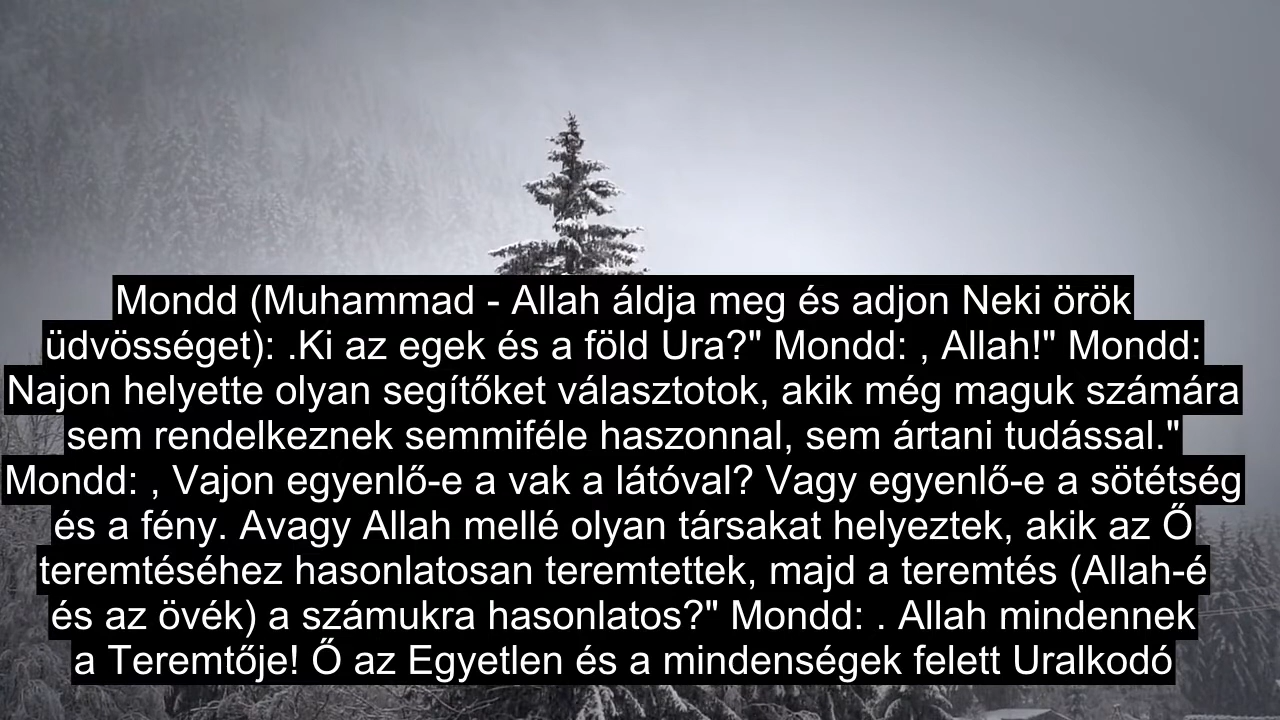 Mondd (Muhammad - Allah áldja meg és adjon Neki örök
üdvösséget): .Ki az egek és a föld Ura?" Mondd: , Allah!" Mondd:
Najon helyette olyan segítőket választotok, akik még maguk számára
sem rendelkeznek semmiféle haszonnal, sem ártani tudással."
Mondd: , Vajon egyenlő-e a vak a látóval? Vagy egyenlő-e a sötétség
és a fény. Avagy Allah mellé olyan társakat helyeztek, akik az Ő
teremtéséhez hasonlatosan teremtettek, majd a teremtés (Allah-é
és az övék) a számukra hasonlatos?" Mondd: . Allah mindennek
a Teremtője! Ő az Egyetlen és a mindenségek felett Uralkodó